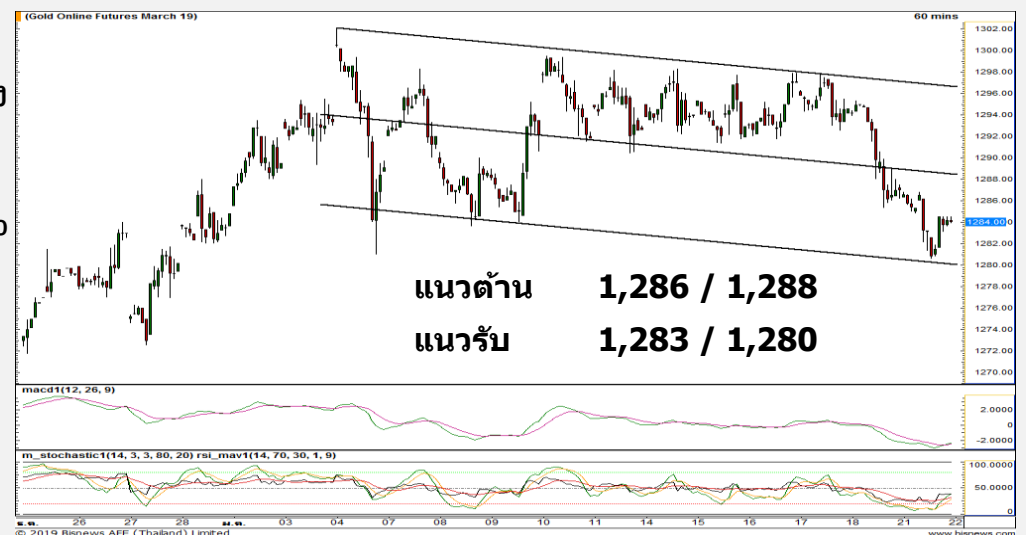 (Gold Online Futures March 19)
60 mins
1302.00
1300.00
1298.00
1296.00
1294.00
1292.00
1290.00
1288.00
1286.00
1284.00
1282.00
1280.00
1278.00
1276.00
1274.00
1272.00
1270.00
แนวต้าน 1,286 / 1,288
แนวรับ 1,283 / 1,280
macd1(12, 26, 9)
2.0000
0
-2.0000
m_stochastic1(14, 3, 3, 80, 20) rsi_mav1(14, 70, 30, 1, 9)
100.0000
50.0000
0
ธ.ค. 26 27 28 ม.ค. 03 04 07 08 09 10 11 14 15 16 17 18 21 22
© 2019 Bisnews AFE (Thailand) Limited
www.bisnews.com